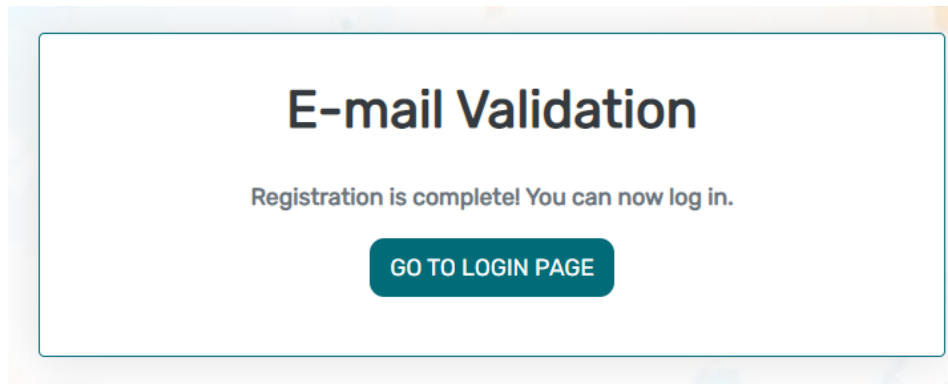 E-mail Validation
Registration is complete! You can now log in.
GO TO LOGIN PAGE